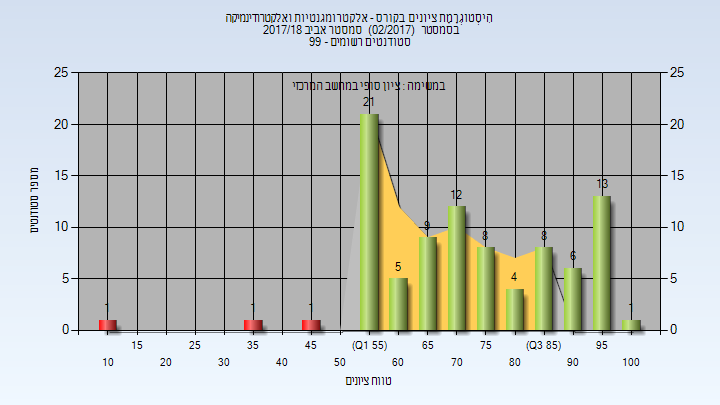 היסטוגרמת ציונים בקורס - אלקטרומגנטיות ואלקטרודינמיקה
בסמסטר (02/2017) סמסטר אביב 2017/18
סטודנטים רשומים - 99
במשימה : ציון סופי במחשב המרכזי
25 25
20 20
15 15
10 10
5 5
0 0
מספר סטודנטים
1 1 1 21 5 9 12 8 4 8 6 13 1
15 25 35 45 (Q1 55) 65 75 (Q3 85) 95
10 20 30 40 50 60 70 80 90 100
טווח ציונים